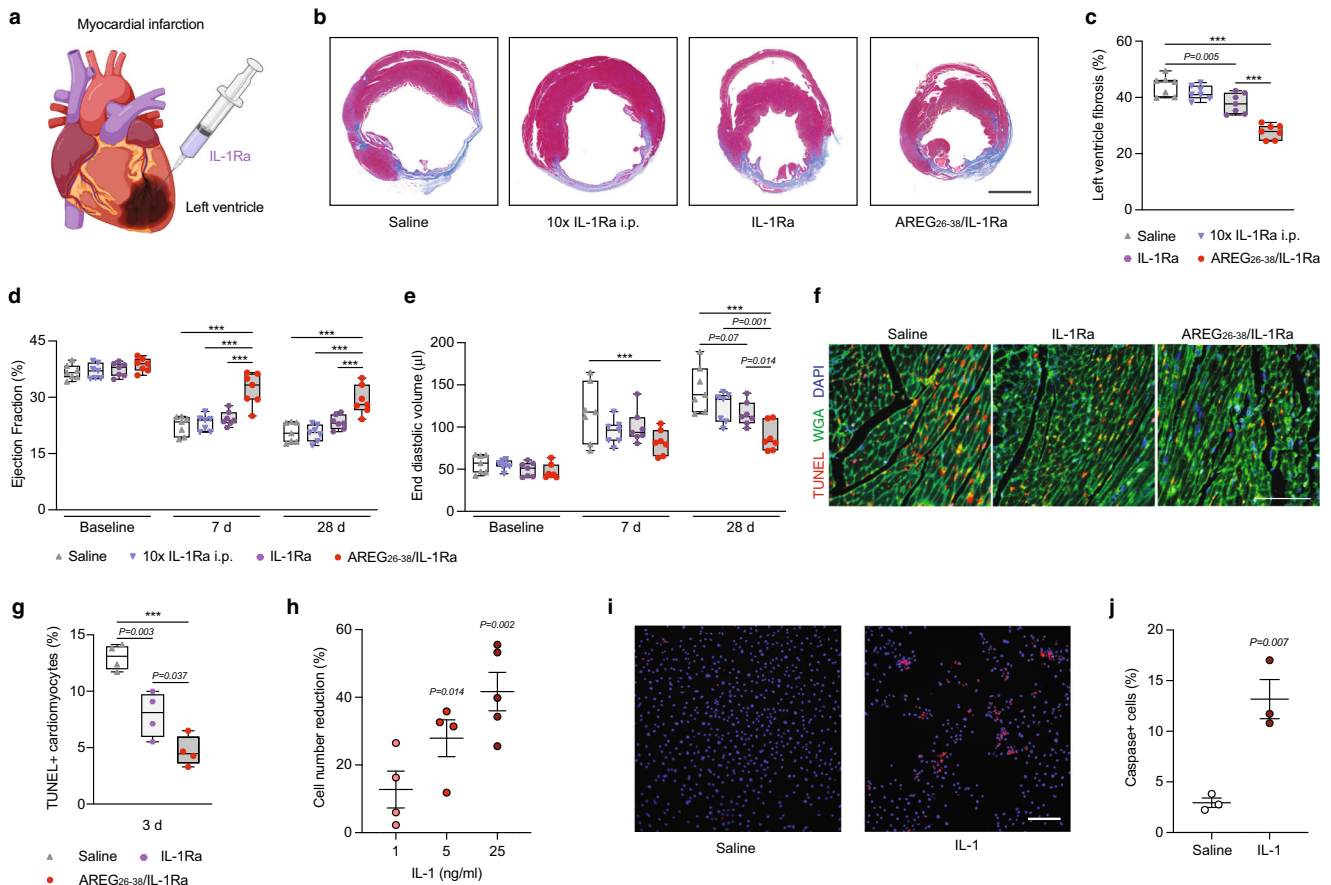 a
Myocardial infarction
IL-1Ra
Left ventricle
b
Saline
10x IL-1Ra i.p.
IL-1Ra
AREG26-38/IL-1Ra
c
Left ventricle fibrosis (%)
60
40
20
0
***
P=0.005
***
Saline
10x IL-1Ra i.p.
IL-1Ra
AREG26-38/IL-1Ra
d
Ejection Fraction (%)
45
30
15
0
***
***
***
***
***
***
Baseline
7 d
28 d
Saline
10x IL-1Ra i.p.
IL-1Ra
AREG26-38/IL-1Ra
e
End diastolic volume (µl)
200
150
100
50
0
***
***
P=0.001
P=0.07
P=0.014
Baseline
7 d
28 d
f
Saline
IL-1Ra
AREG26-38/IL-1Ra
TUNEL WGA DAPI
g
TUNEL+ cardiomyocytes (%)
15
10
5
0
***
P=0.003
P=0.037
3 d
Saline
IL-1Ra
AREG26-38/IL-1Ra
h
Cell number reduction (%)
60
40
20
0
P=0.014
P=0.002
1
5
25
IL-1 (ng/ml)
i
Saline
IL-1
j
Caspase+ cells (%)
20
15
10
5
0
P=0.007
Saline
IL-1